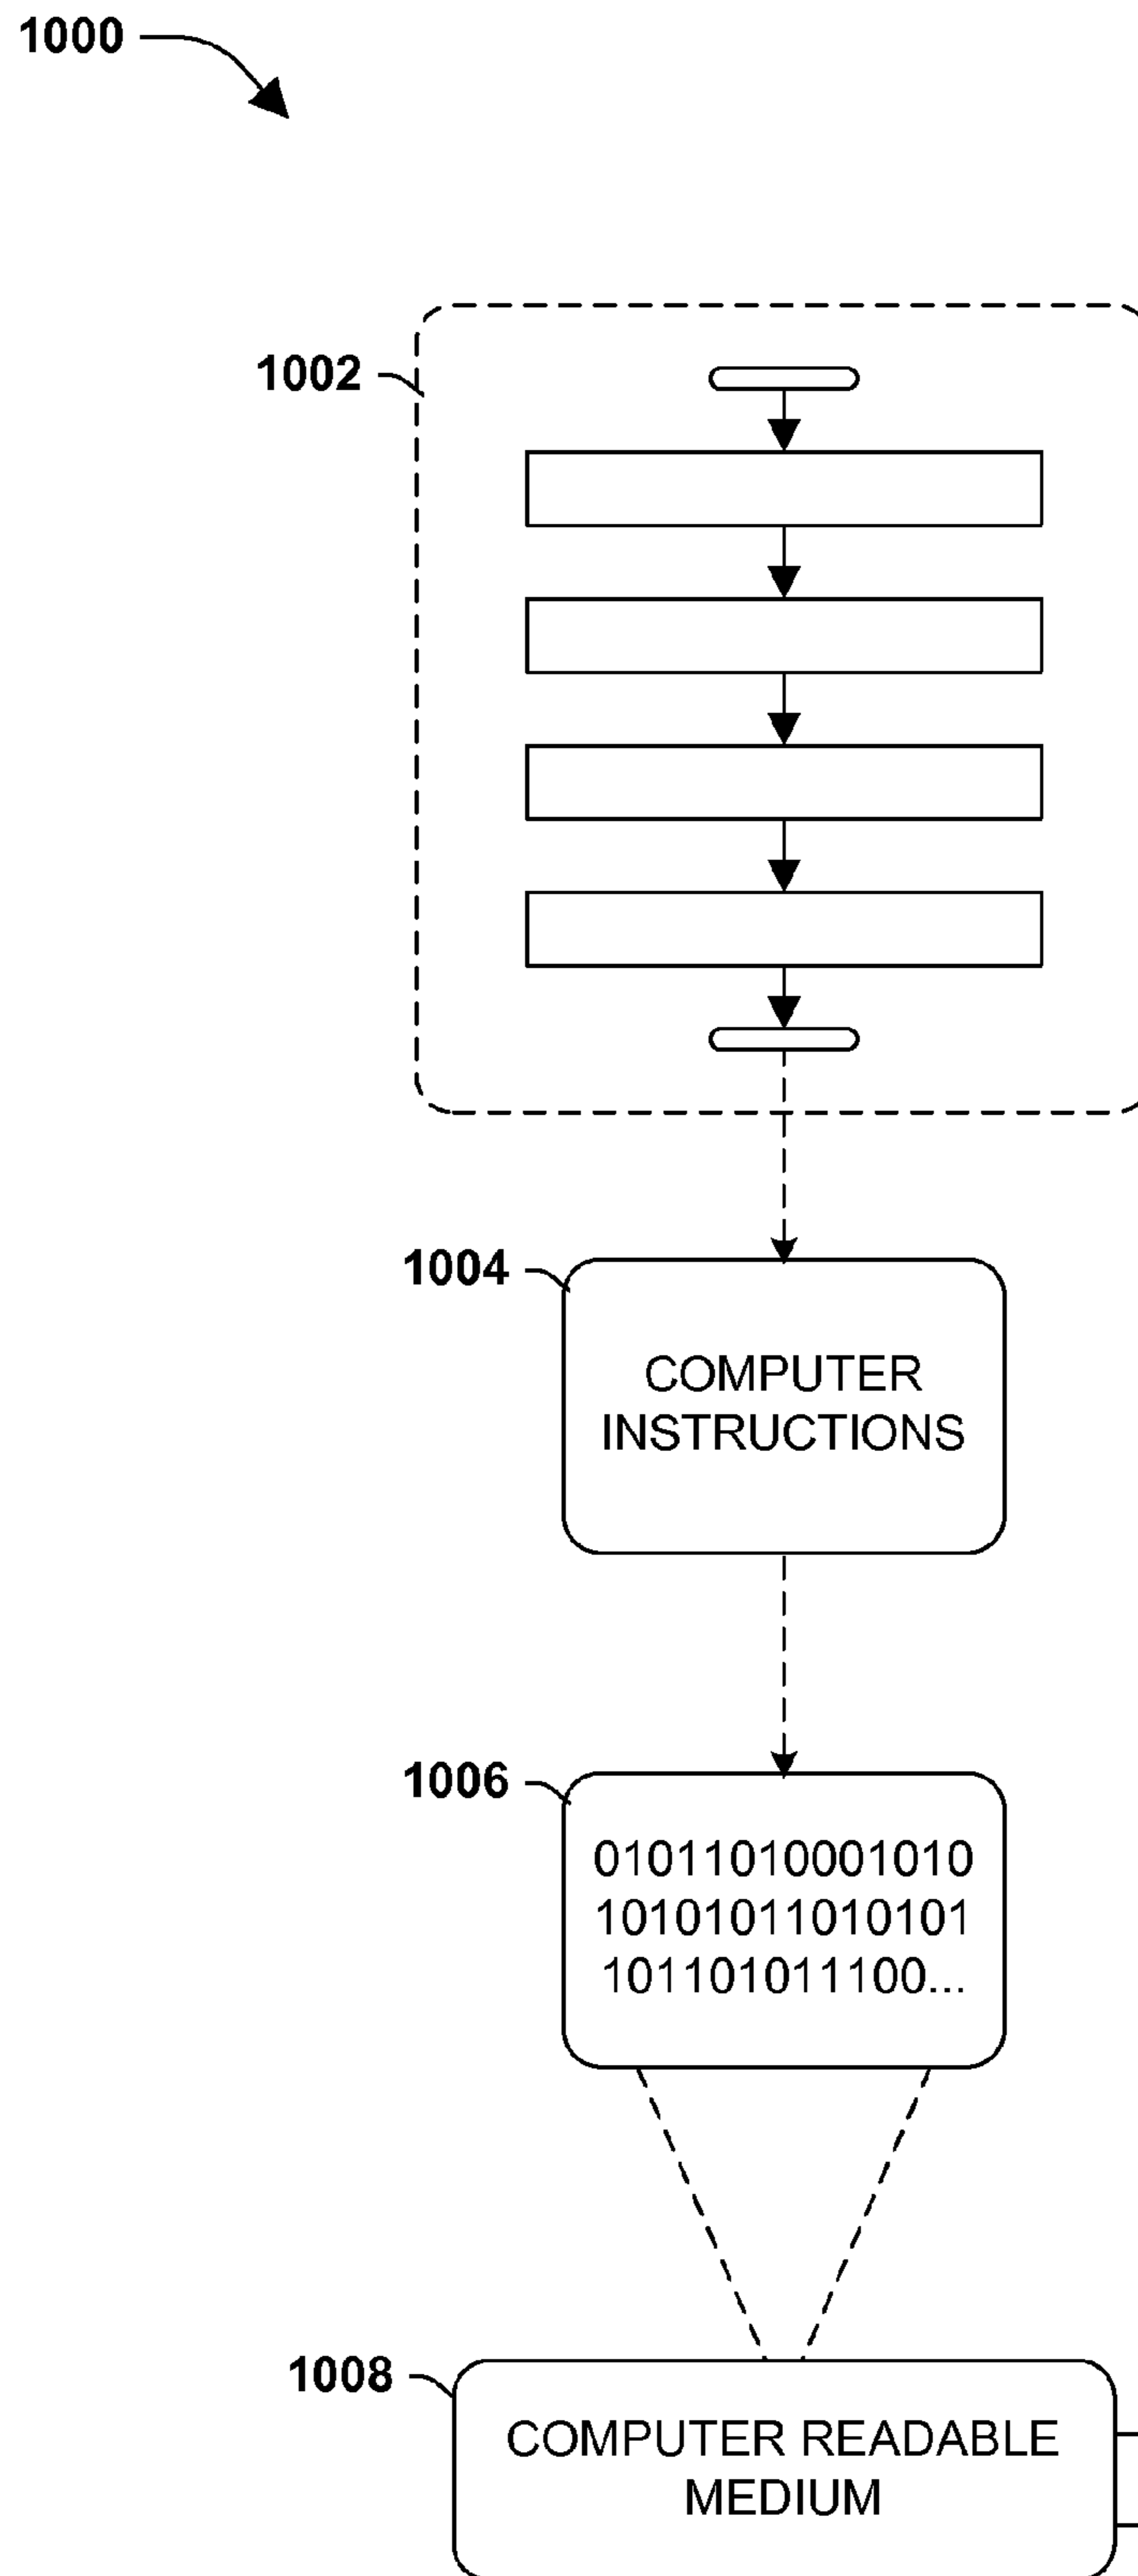 1000
1002
1004
COMPUTER
INSTRUCTIONS
1006
01011010001010
10101011010101
101101011100...
1008
COMPUTER READABLE
MEDIUM